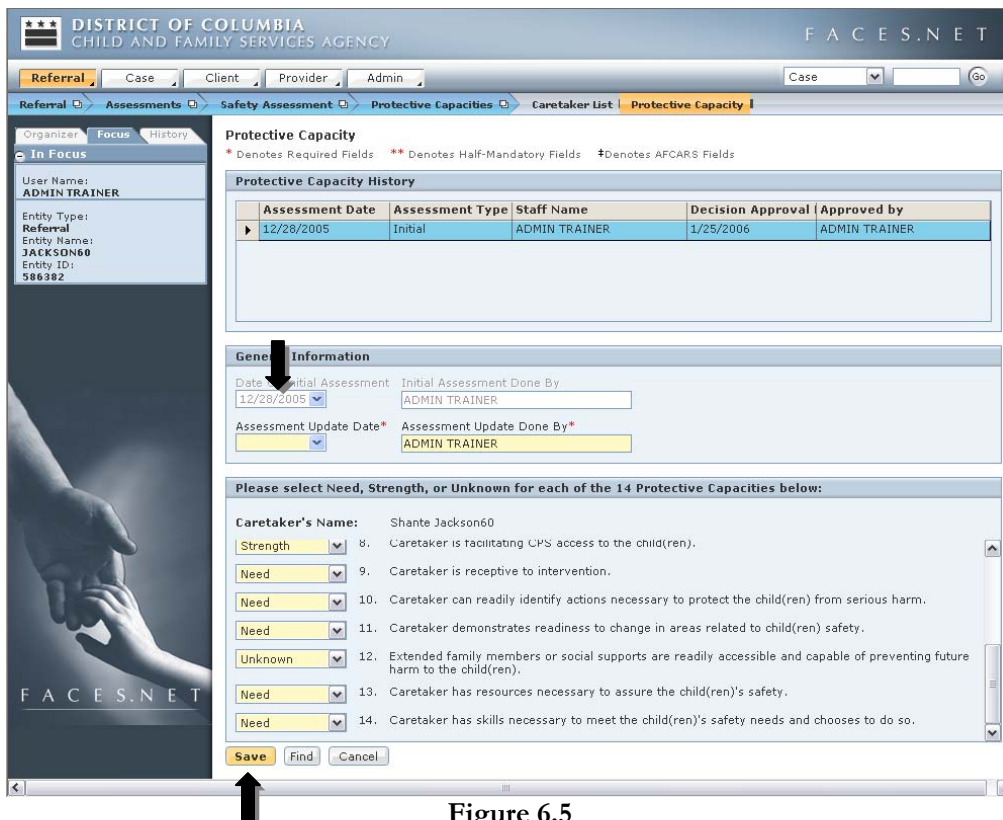 DISTRICT OF COLUMBIA
CHILD AND FAMILY SERVICES AGENCY
FACES.NET
Referral Case Client Provider Admin Case Go
Referral Assessments Safety Assessment Protective Capacities Caretaker List Protective Capacity
Organizer Focus History
In Focus
User Name:
ADMIN TRAINER
Entity Type:
Referral
Entity Name:
JACKSON60
Entity ID:
586382
FACES.NET
Protective Capacity
* Denotes Required Fields ** Denotes Half-Mandatory Fields ‡Denotes AFCARS Fields
Protective Capacity History
Assessment Date Assessment Type Staff Name Decision Approval Approved by
12/28/2005 Initial ADMIN TRAINER 1/25/2006 ADMIN TRAINER
Information
Assessment Initial Assessment Done By
12/28/2005 ADMIN TRAINER
Assessment Update Date* Assessment Update Done By*
ADMIN TRAINER
Please select Need, Strength, or Unknown for each of the 14 Protective Capacities below:
Caretaker's Name: Shante Jackson60
Strength 8. Caretaker is facilitating CPS access to the child(ren).
Need 9. Caretaker is receptive to intervention.
Need 10. Caretaker can readily identify actions necessary to protect the child(ren) from serious harm.
Need 11. Caretaker demonstrates readiness to change in areas related to child(ren) safety.
Unknown 12. Extended family members or social supports are readily accessible and capable of preventing future
harm to the child(ren).
Need 13. Caretaker has resources necessary to assure the child(ren)'s safety.
Need 14. Caretaker has skills necessary to meet the child(ren)'s safety needs and chooses to do so.
Save Find Cancel
Figure 6.5